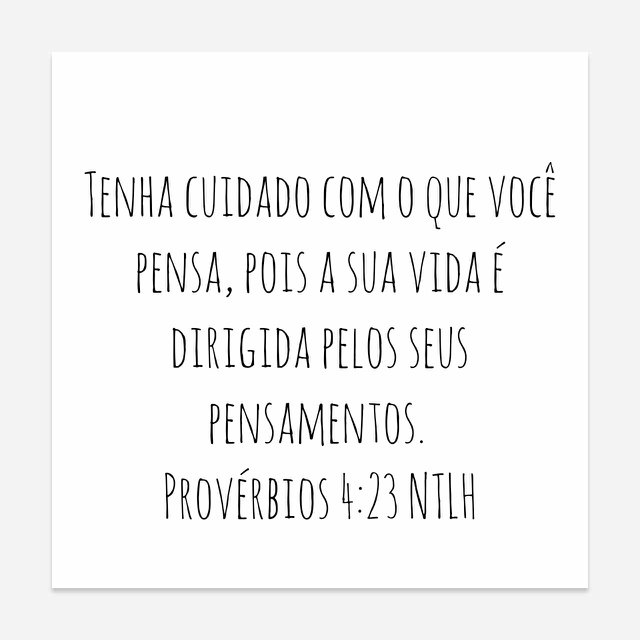 Tenha cuidado com o que você
pensa, pois a sua vida é
dirigida pelos seus
pensamentos.
Provérbios 4:23 NTLH